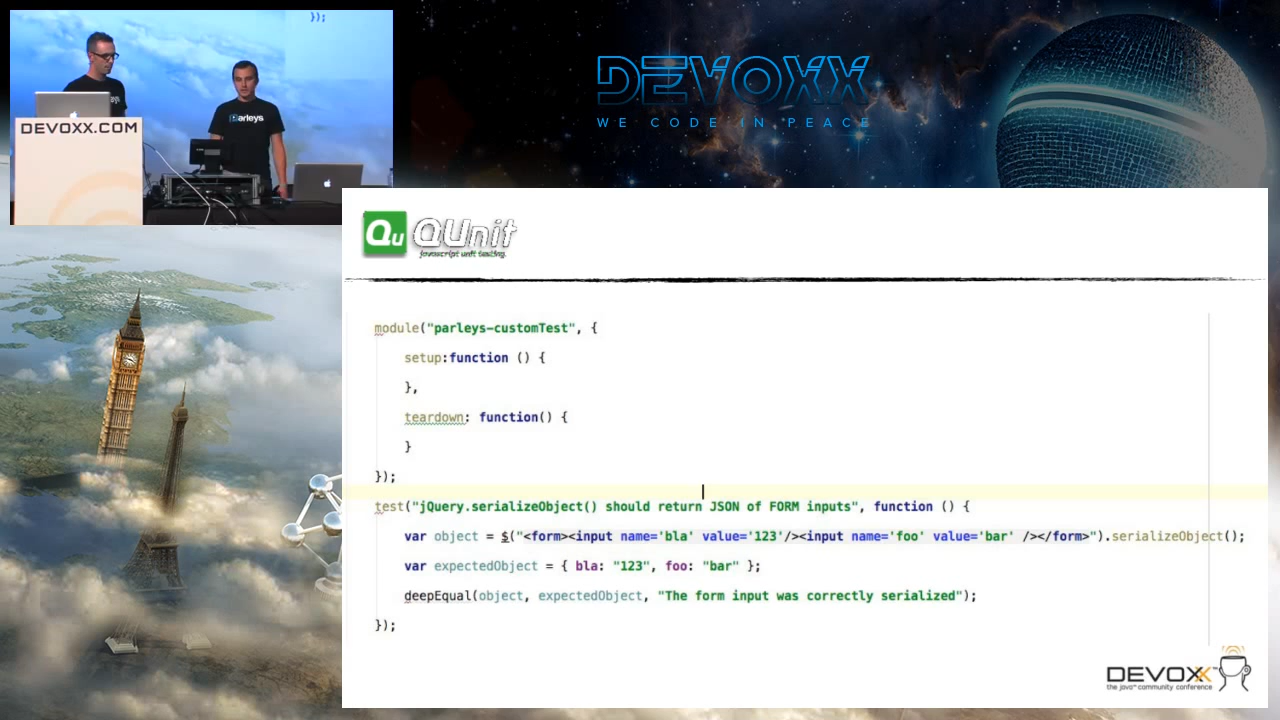 });
DEVOXX.COM
Parleys
DEVOXX
WE CODE IN PEACE
Qu QUnit
javascript unit testing.
module("parleys-customTest", {
setup:function () {
},
teardown: function() {
}
});
test("jQuery.serializeObject() should return JSON of FORM inputs", function () {
var object = $("<form><input name='bla' value='123'/><input name='foo' value='bar' /></form>").serializeObject();
var expectedObject = { bla: "123", foo: "bar" };
deepEqual(object, expectedObject, "The form input was correctly serialized");
});
DEVOXX™
the java™ community conference